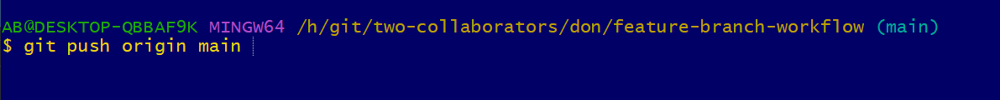 AB@DESKTOP-QBBAF9K MINGW64 /h/git/two-collaborators/don/feature-branch-workflow (main)
$ git push origin main